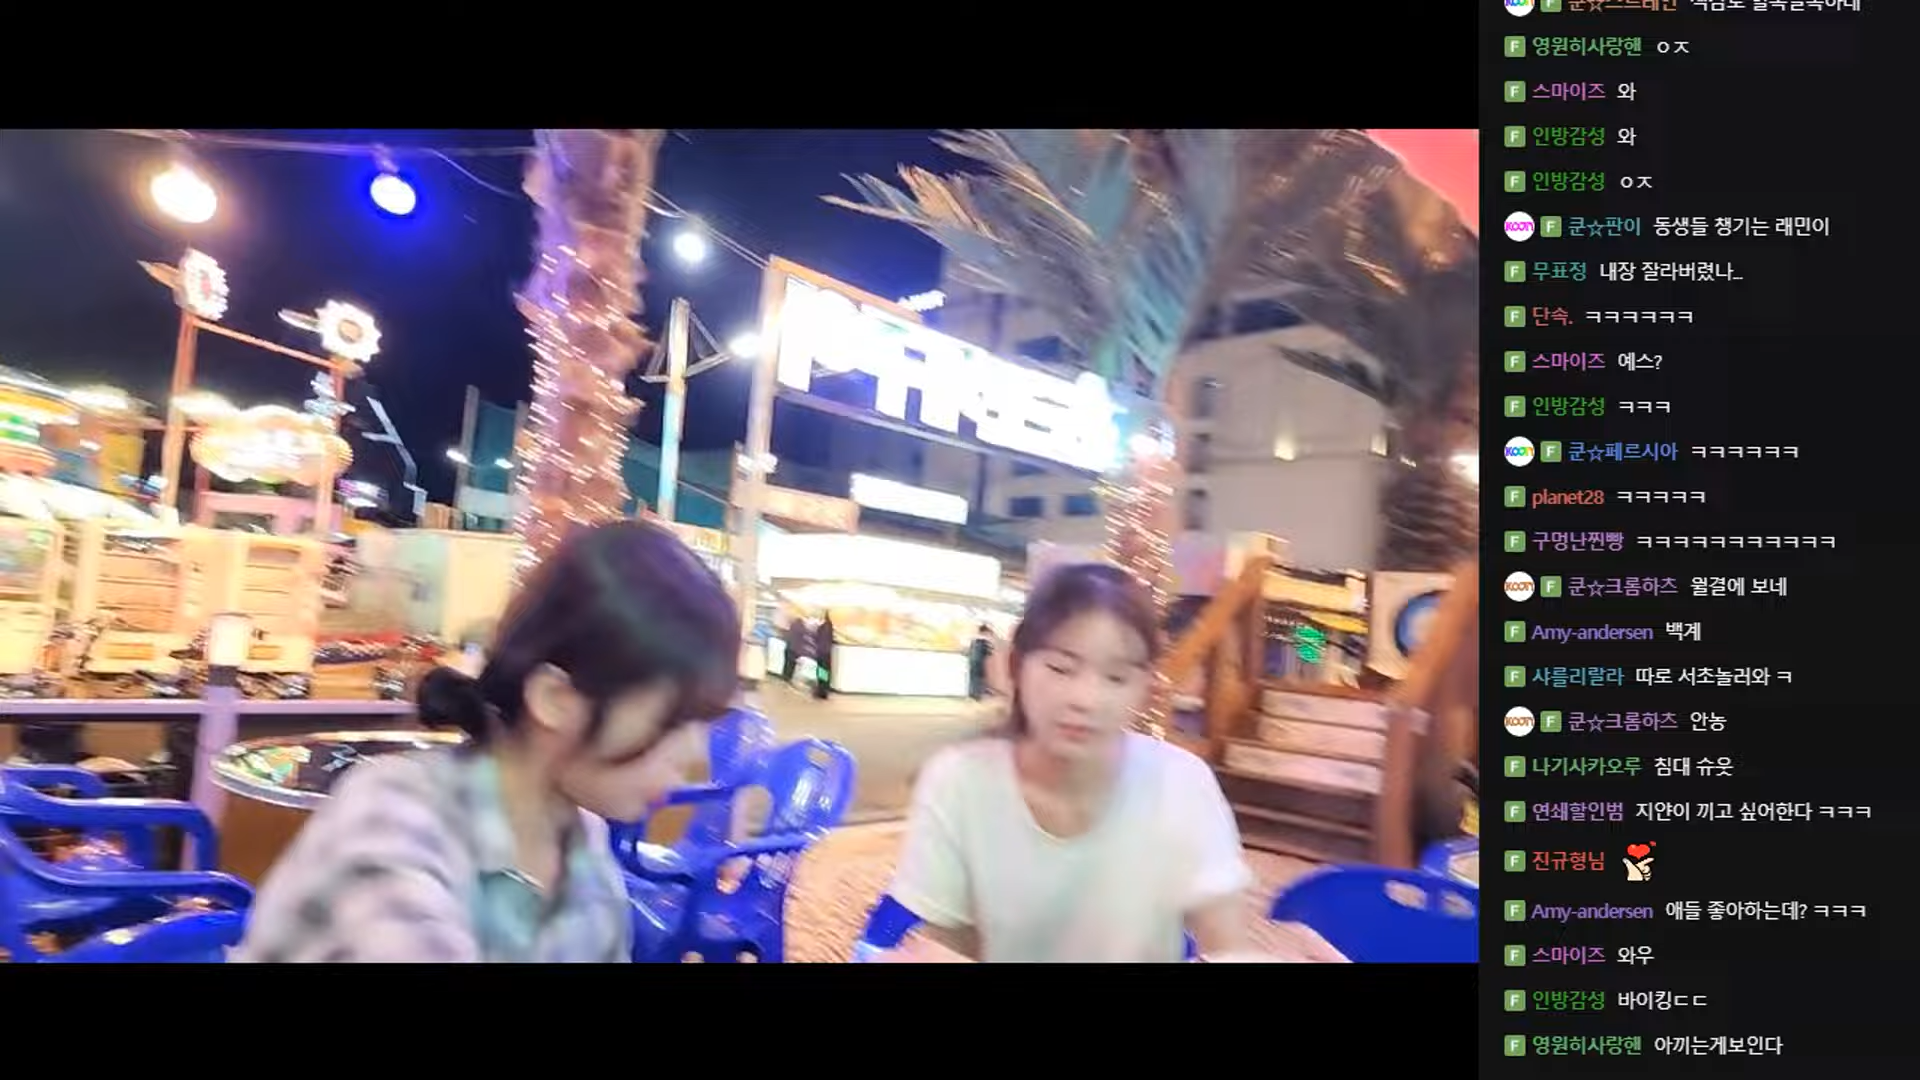 영원히사랑핸 ㅇㅈ
스마이즈 와
인방감성 와
인방감성 ㅇㅈ
KOON F 쿤☆판이 동생들 챙기는 래민이
F 무표정 내장 잘라버렸나..
F 단속. ㅋㅋㅋㅋㅋㅋ
F 스마이즈 예스?
F 인방감성 ㅋㅋㅋ
KOON F 쿤☆페르시아 ㅋㅋㅋㅋㅋㅋ
F planet28 ㅋㅋㅋㅋㅋ
F 구멍난찐빵 ㅋㅋㅋㅋㅋㅋㅋㅋㅋㅋㅋ
KOON F 쿤☆크롬하츠 월결에 보네
F Amy-andersen 백계
F 샤를리랄라 따로 서초놀러와 ㅋ
KOON F 쿤☆크롬하츠 안농
F 나기사카오루 침대 슈웃
F 연쇄할인범 지얀이 끼고 싶어한다 ㅋㅋㅋ
F 진규형님
F Amy-andersen 애들 좋아하는데? ㅋㅋㅋ
F 스마이즈 와우
F 인방감성 바이킹ㄷㄷ
F 영원히사랑핸 아끼는게보인다